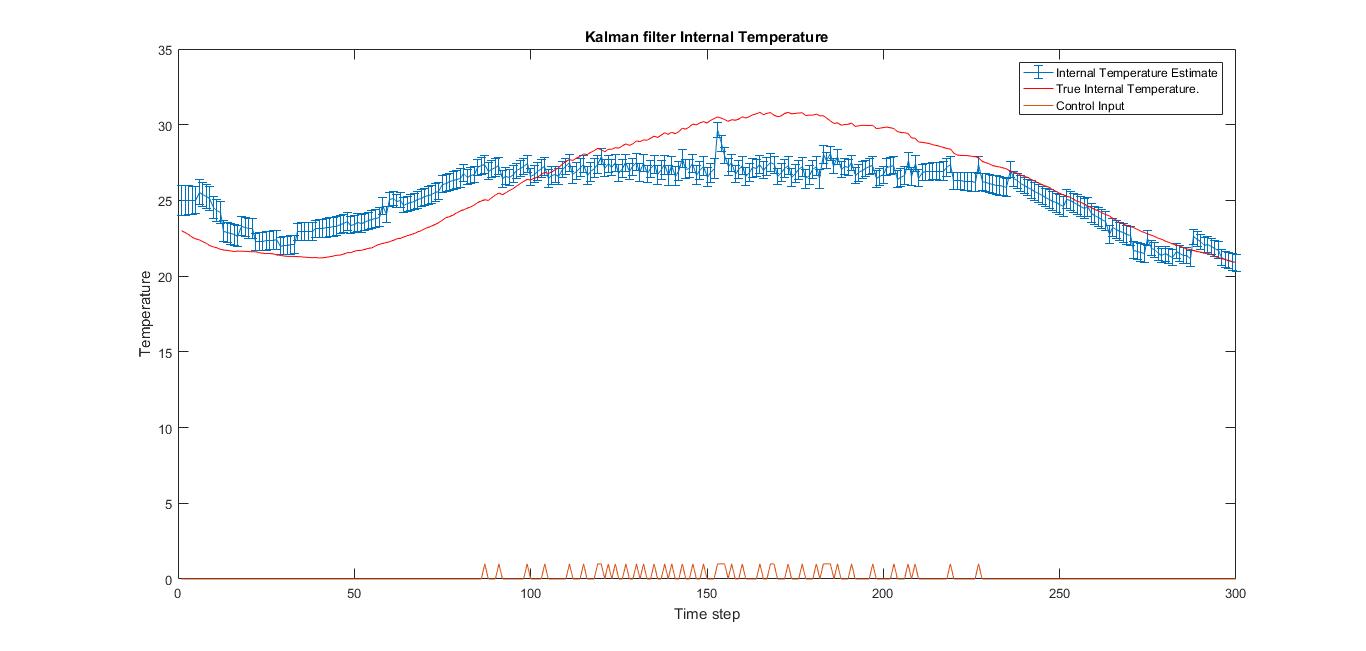 Kalman filter Internal Temperature
35
30
25
20
15
10
5
0
Temperature
Internal Temperature Estimate
True Internal Temperature.
Control Input
0 50 100 150 200 250 300
Time step